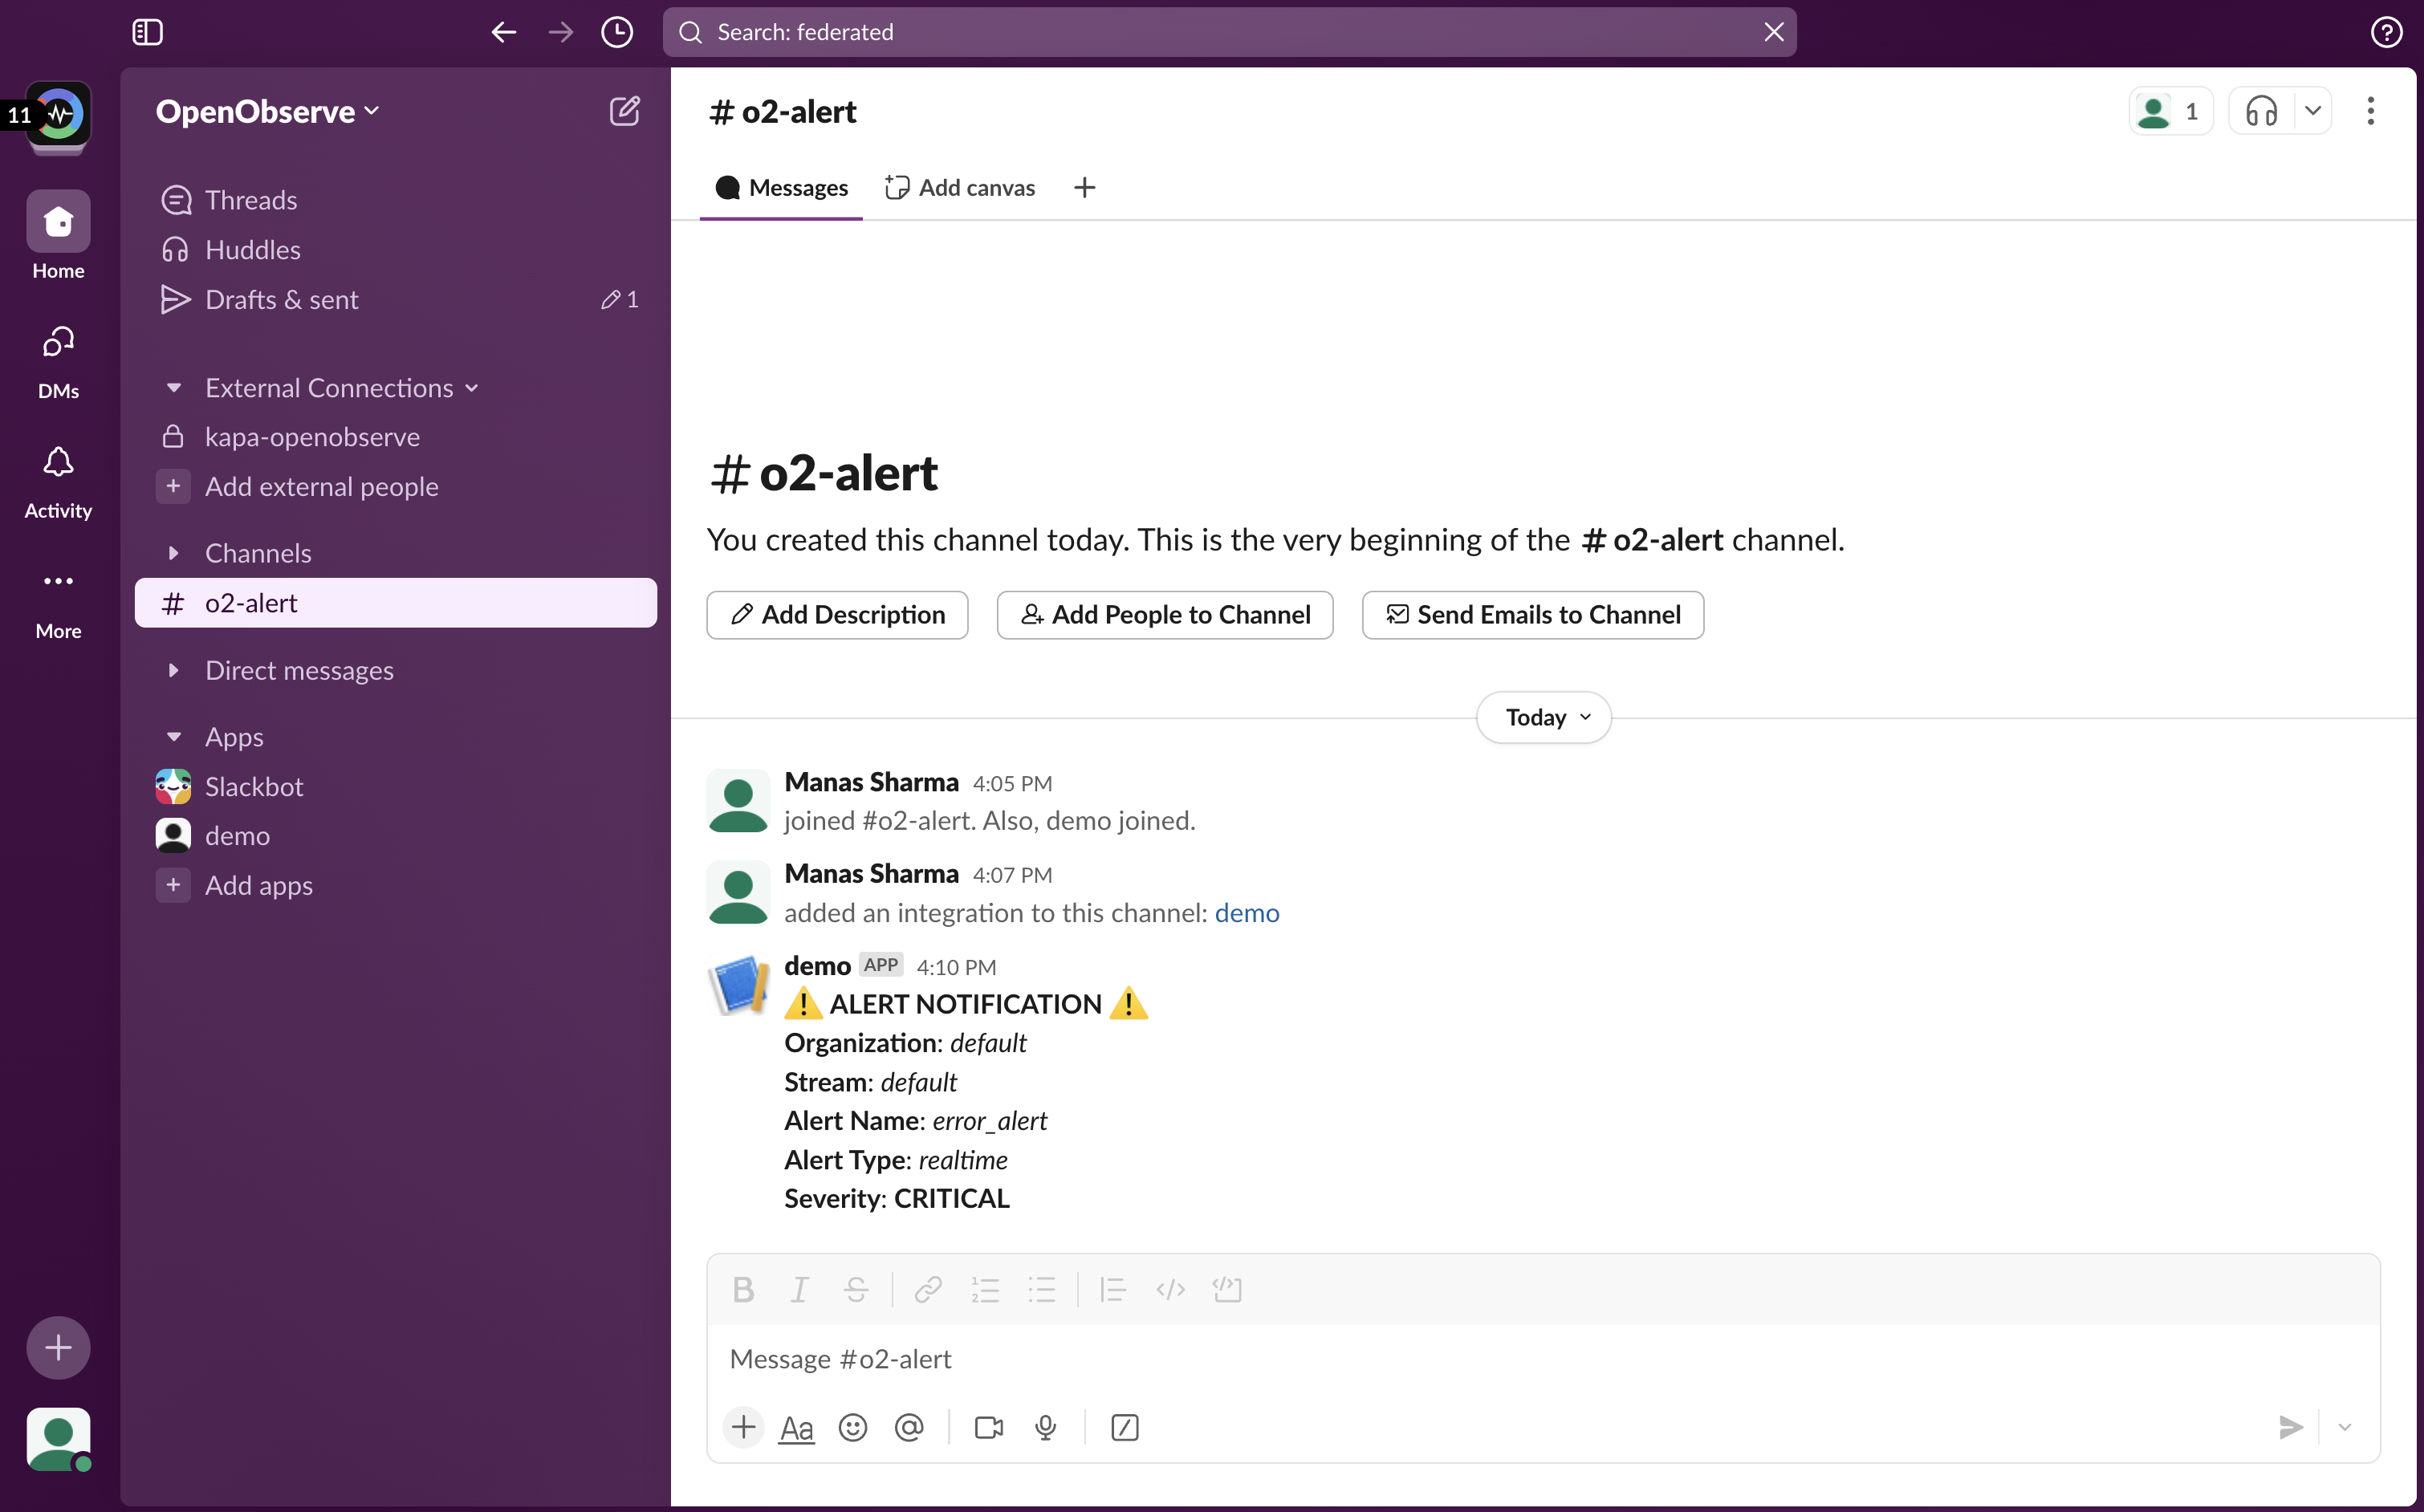 Search: federated
11
Home
DMs
Activity
More
OpenObserve
Threads
Huddles
Drafts & sent 1
External Connections
kapa-openobserve
Add external people
Channels
# o2-alert
Direct messages
Apps
Slackbot
demo
Add apps
# o2-alert
1
Messages
Add canvas
# o2-alert
You created this channel today. This is the very beginning of the # o2-alert channel.
Add Description
Add People to Channel
Send Emails to Channel
Today
Manas Sharma 4:05 PM
joined #o2-alert. Also, demo joined.
Manas Sharma 4:07 PM
added an integration to this channel: demo
demo APP 4:10 PM
ALERT NOTIFICATION
Organization: default
Stream: default
Alert Name: error_alert
Alert Type: realtime
Severity: CRITICAL
Message #o2-alert
Aa